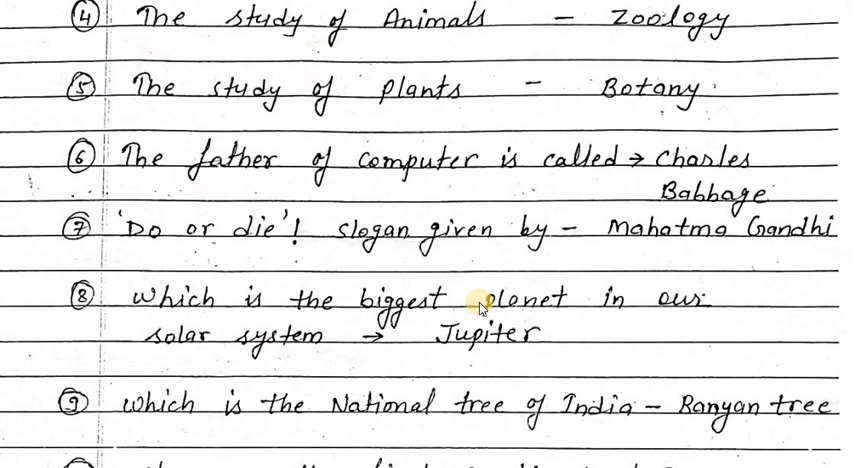 ④ The study of Animals - Zoology
⑤ The study of plants - Botany
⑥ The father of computer is called → Charles
Babbage
⑦ 'Do or die'! slogan given by - Mahatma Gandhi
⑧ Which is the biggest planet in our
solar system → Jupiter
⑨ Which is the National tree of India - Banyan tree